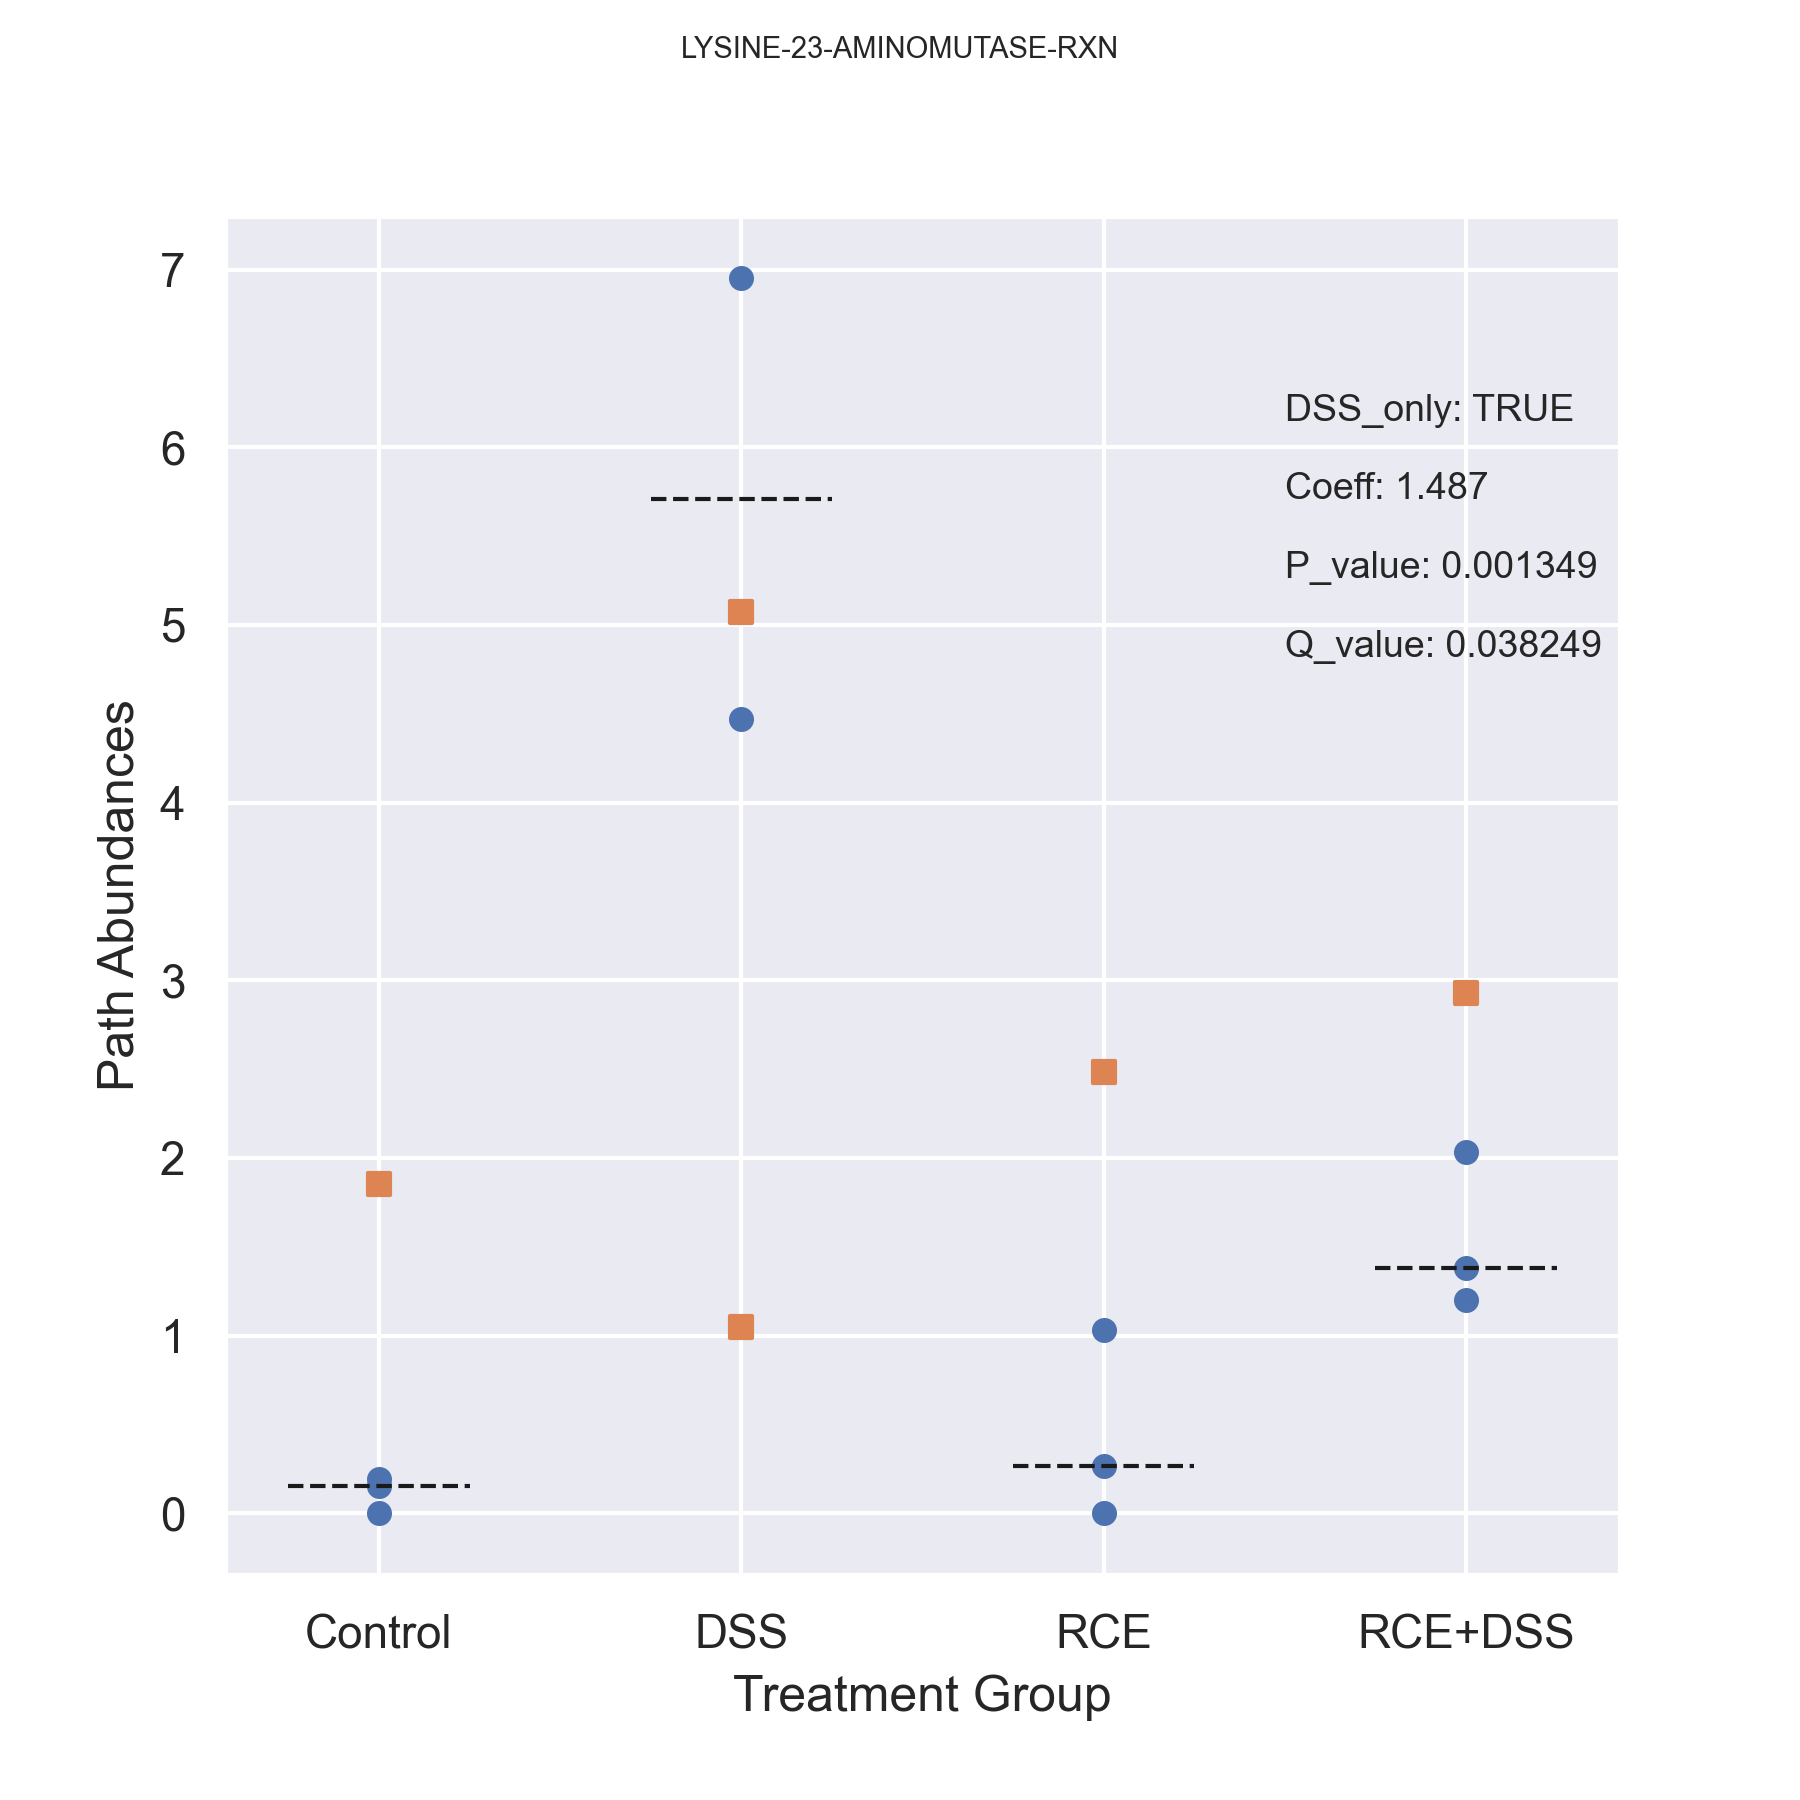 LYSINE-23-AMINOMUTASE-RXN
7
6
5
4
3
2
1
0
Path Abundances
DSS_only: TRUE
Coeff: 1.487
P_value: 0.001349
Q_value: 0.038249
Control DSS RCE RCE+DSS
Treatment Group